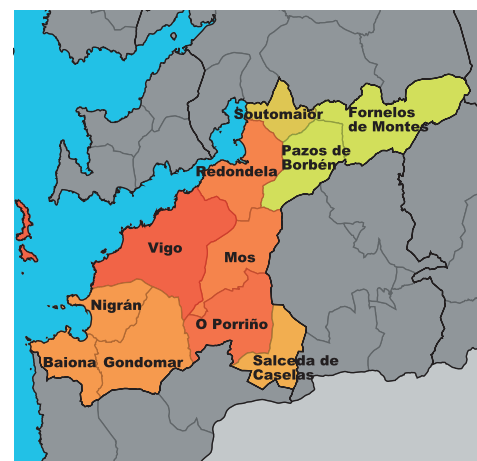 Soutomaior
Fornelos
de Montes
Pazos de
Borbén
Redondela
Vigo
Mos
Nigrán
O Porriño
Baiona
Gondomar
Salceda de
Caselas